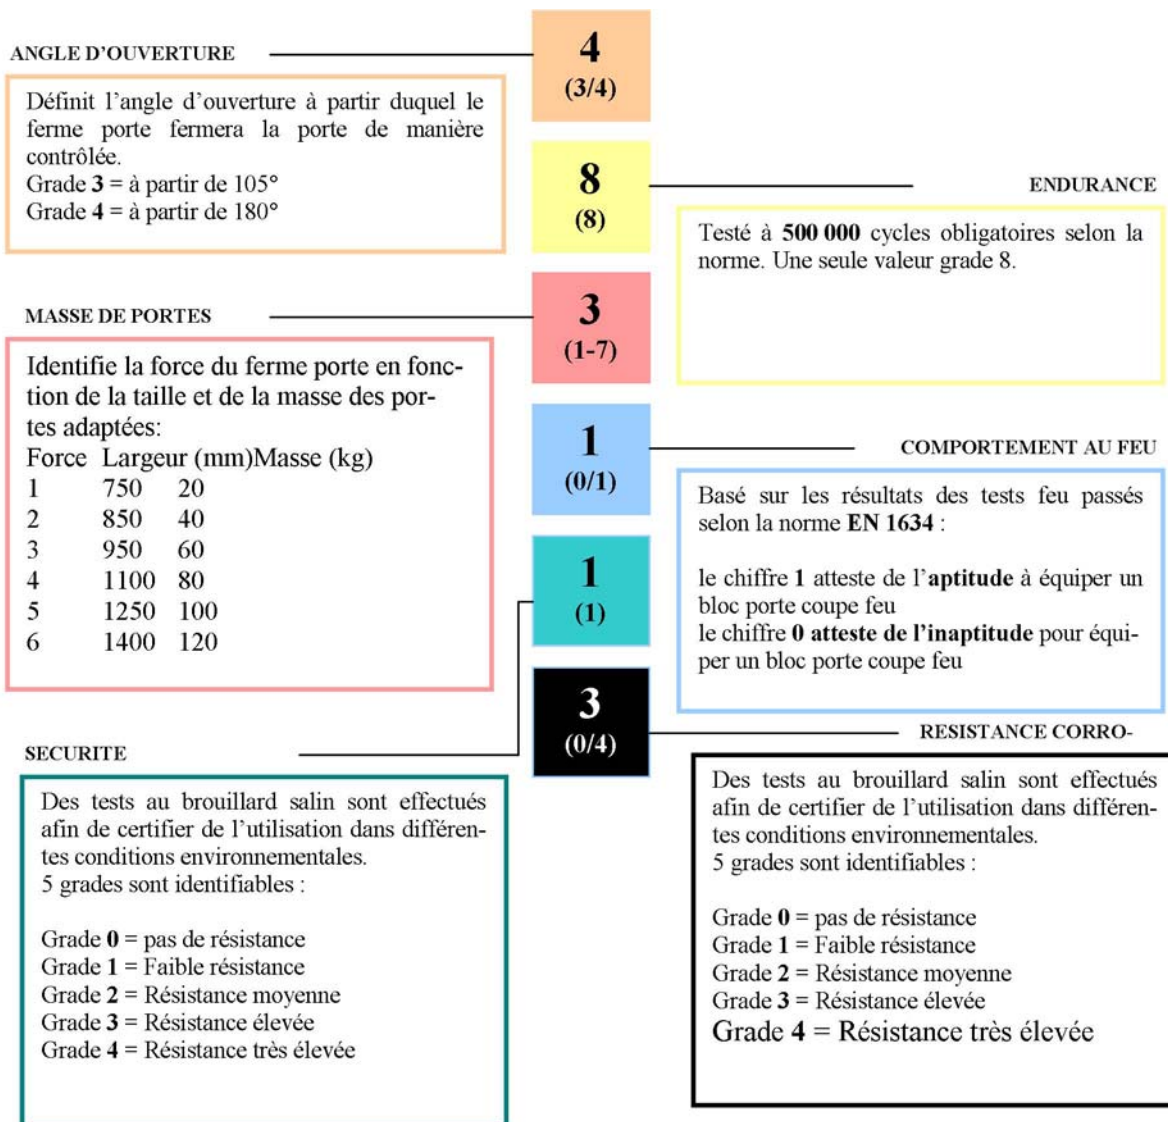 ANGLE D'OUVERTURE
4
(3/4)
Définit l'angle d'ouverture à partir duquel le
ferme porte fermera la porte de manière
contrôlée.
Grade 3 = à partir de 105°
Grade 4 = à partir de 180°
8
(8)
ENDURANCE
Testé à 500 000 cycles obligatoires selon la
norme. Une seule valeur grade 8.
MASSE DE PORTES
3
(1-7)
Identifie la force du ferme porte en fonc-
tion de la taille et de la masse des por-
tes adaptées:
Force Largeur (mm)Masse (kg)
1 750 20
2 850 40
3 950 60
4 1100 80
5 1250 100
6 1400 120
1
(0/1)
COMPORTEMENT AU FEU
Basé sur les résultats des tests feu passés
selon la norme EN 1634 :
le chiffre 1 atteste de l'aptitude à équiper un
bloc porte coupe feu
le chiffre 0 atteste de l'inaptitude pour équi-
per un bloc porte coupe feu
1
(1)
SECURITE
Des tests au brouillard salin sont effectués
afin de certifier de l'utilisation dans différen-
tes conditions environnementales.
5 grades sont identifiables :
Grade 0 = pas de résistance
Grade 1 = Faible résistance
Grade 2 = Résistance moyenne
Grade 3 = Résistance élevée
Grade 4 = Résistance très élevée
3
(0/4)
RESISTANCE CORRO-
Des tests au brouillard salin sont effectués
afin de certifier de l'utilisation dans différen-
tes conditions environnementales.
5 grades sont identifiables :
Grade 0 = pas de résistance
Grade 1 = Faible résistance
Grade 2 = Résistance moyenne
Grade 3 = Résistance élevée
Grade 4 = Résistance très élevée